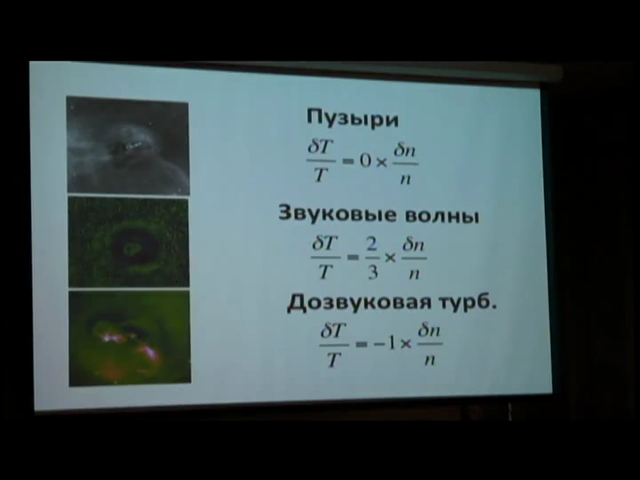 Пузыри
δT/T = 0 × δn/n
Звуковые волны
δT/T = 2/3 × δn/n
Дозвуковая турб.
δT/T = −1 × δn/n